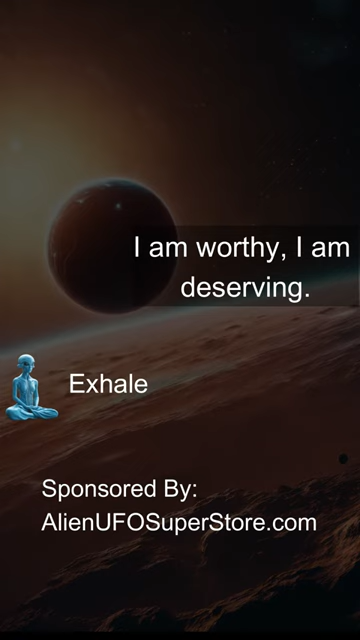 I am worthy, I am
deserving.
Exhale
Sponsored By:
AlienUFOSuperStore.com